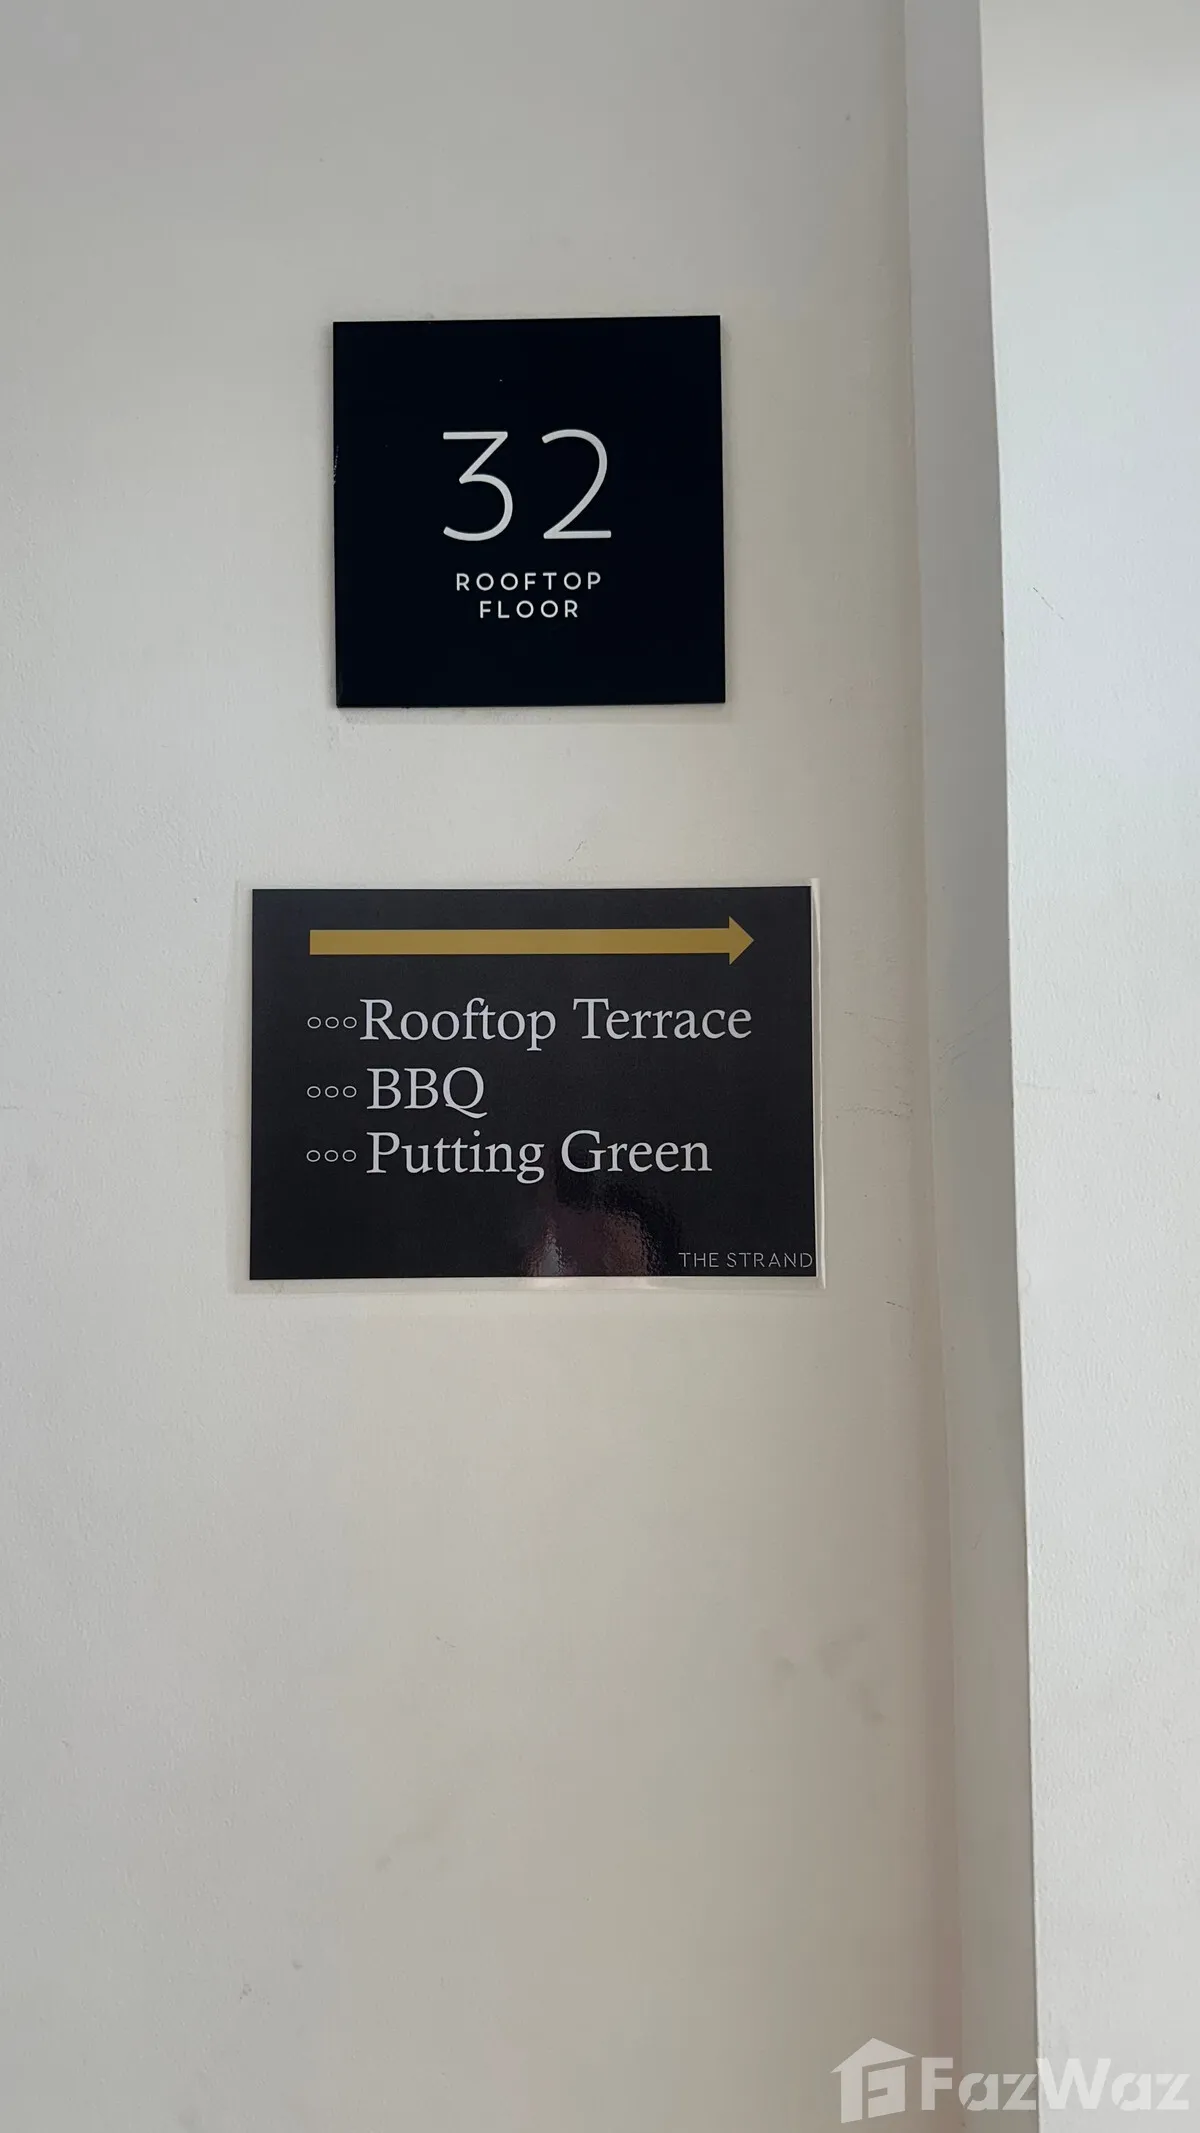 32
ROOFTOP
FLOOR
Rooftop Terrace
BBQ
Putting Green
THE STRAND
FazWaz